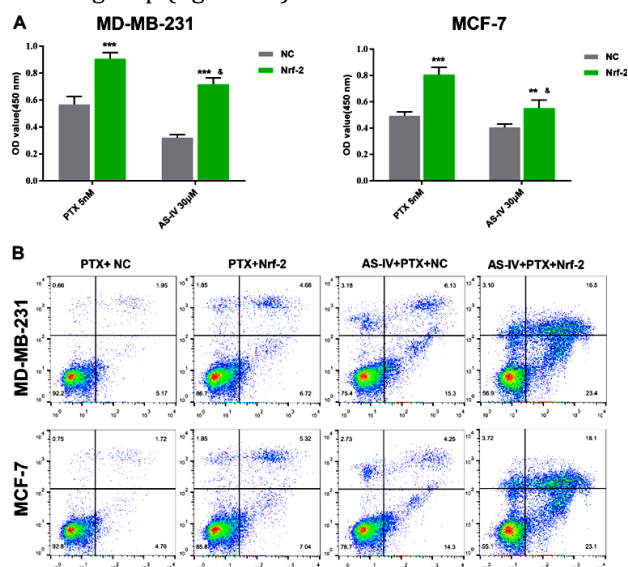 A
MD-MB-231
MCF-7
OD value(450 nm)
1.0
0.8
0.6
0.4
0.2
0.0
***
*** &
NC
Nrf-2
PTX 5nM
AS-IV 30μM
OD value(450 nm)
1.0
0.8
0.6
0.4
0.2
0.0
***
** &
NC
Nrf-2
PTX 5nM
AS-IV 30μM
B
PTX+ NC
PTX+Nrf-2
AS-IV+PTX+NC
AS-IV+PTX+Nrf-2
MD-MB-231
0.66 1.95
92.2 5.17
1.85 4.68
86.7 6.72
3.18 6.13
75.4 15.3
3.10 16.5
56.9 23.4
MCF-7
0.75 1.72
92.8 4.76
1.85 5.32
85.8 7.04
2.73 4.25
78.7 14.3
3.72 18.1
55.1 23.1